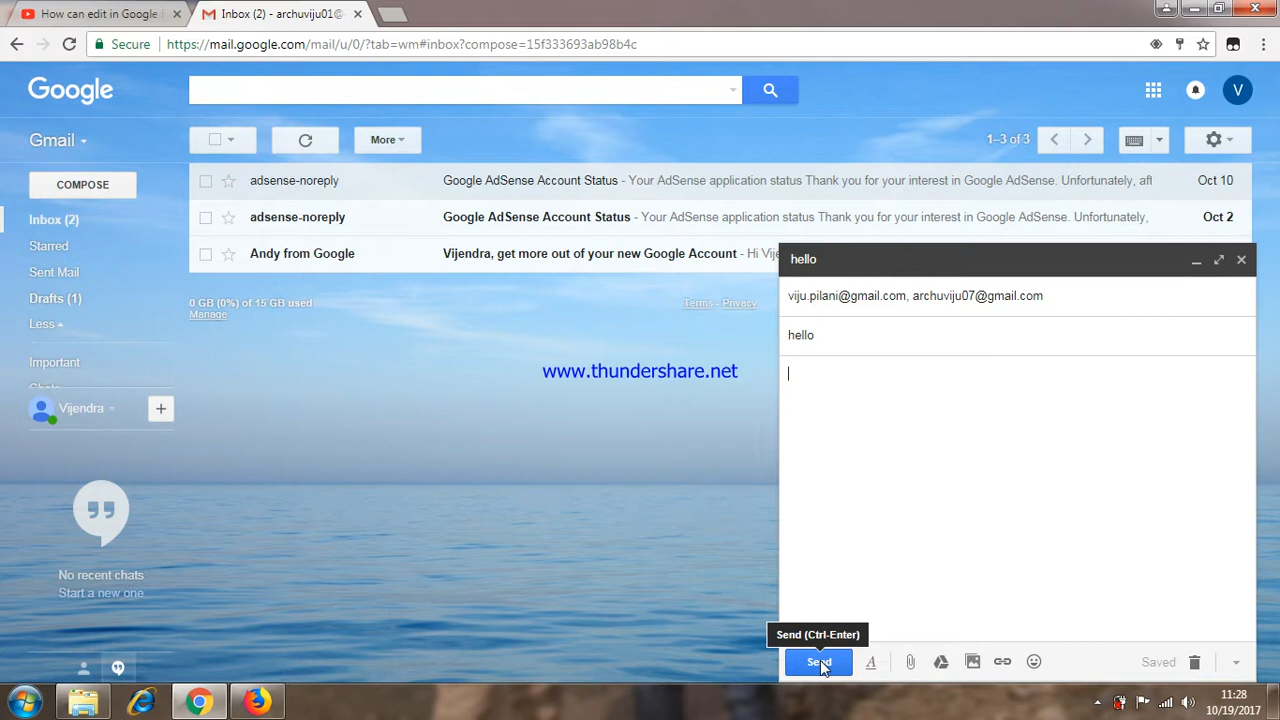 How can edit in Google
Inbox (2) - archuviju01@
Secure
https://mail.google.com/mail/u/0/?tab=wm#inbox?compose=15f333693ab98b4c
Google
V
Gmail
More
1–3 of 3
COMPOSE
adsense-noreply
Google AdSense Account Status - Your AdSense application status Thank you for your interest in Google AdSense. Unfortunately, aft
Oct 10
Inbox (2)
adsense-noreply
Google AdSense Account Status - Your AdSense application status Thank you for your interest in Google AdSense. Unfortunately,
Oct 2
Starred
Andy from Google
Vijendra, get more out of your new Google Account - Hi Vije
hello
Sent Mail
Drafts (1)
0 GB (0%) of 15 GB used
Manage
Terms - Privacy
viju.pilani@gmail.com, archuviju07@gmail.com
Less
hello
Important
Chats
www.thundershare.net
Vijendra
No recent chats
Start a new one
Send (Ctrl-Enter)
Send
Saved
11:28
10/19/2017